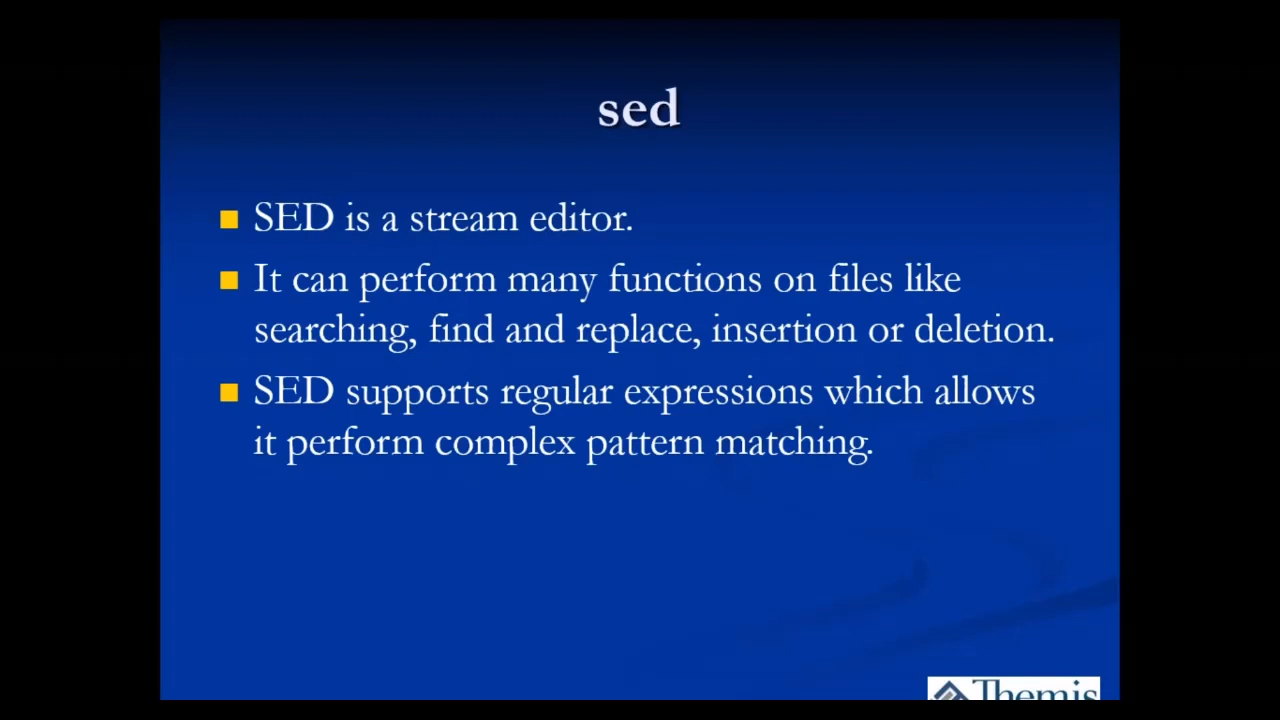 sed
SED is a stream editor.
It can perform many functions on files like
searching, find and replace, insertion or deletion.
SED supports regular expressions which allows
it perform complex pattern matching.
Themis